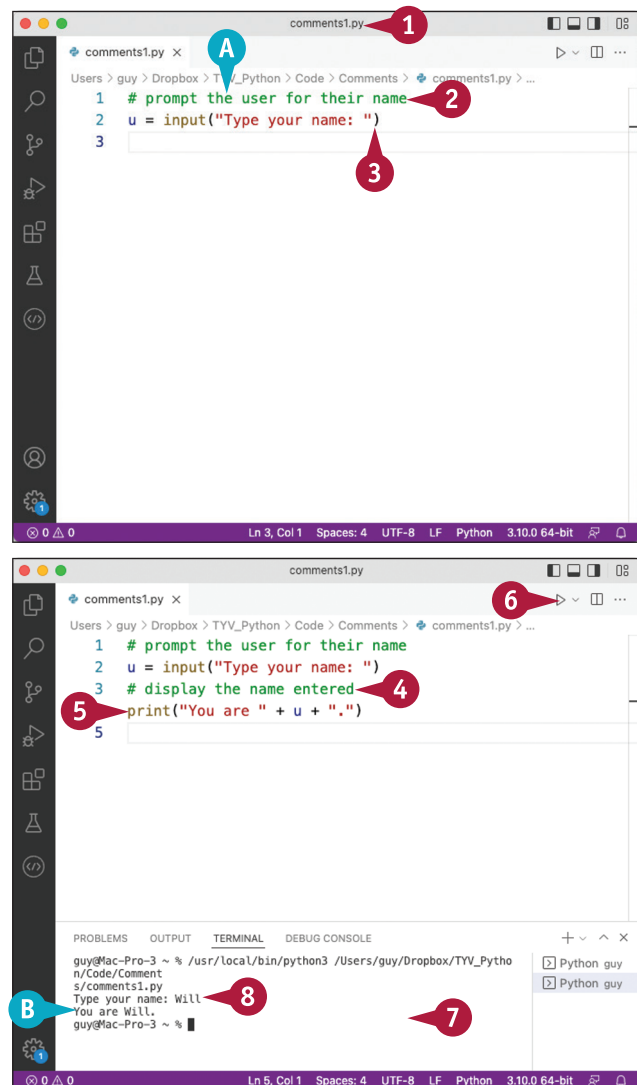 comments1.py
1
comments1.py
A
Users > guy > Dropbox > TYV_Python > Code > Comments > comments1.py > ...
1 # prompt the user for their name
2
2 u = input("Type your name: ")
3
3
1
⊗ 0 ⚠ 0 Ln 3, Col 1 Spaces: 4 UTF-8 LF Python 3.10.0 64-bit
comments1.py
comments1.py
6
Users > guy > Dropbox > TYV_Python > Code > Comments > comments1.py > ...
1 # prompt the user for their name
2 u = input("Type your name: ")
3 # display the name entered
4
5
print("You are " + u + ".")
5
PROBLEMS OUTPUT TERMINAL DEBUG CONSOLE
guy@Mac-Pro-3 ~ % /usr/local/bin/python3 /Users/guy/Dropbox/TYV_Pytho
n/Code/Comment
s/comments1.py
Type your name: Will
8
B
You are Will.
guy@Mac-Pro-3 ~ %
7
Python guy
Python guy
1
⊗ 0 ⚠ 0 Ln 5, Col 1 Spaces: 4 UTF-8 LF Python 3.10.0 64-bit